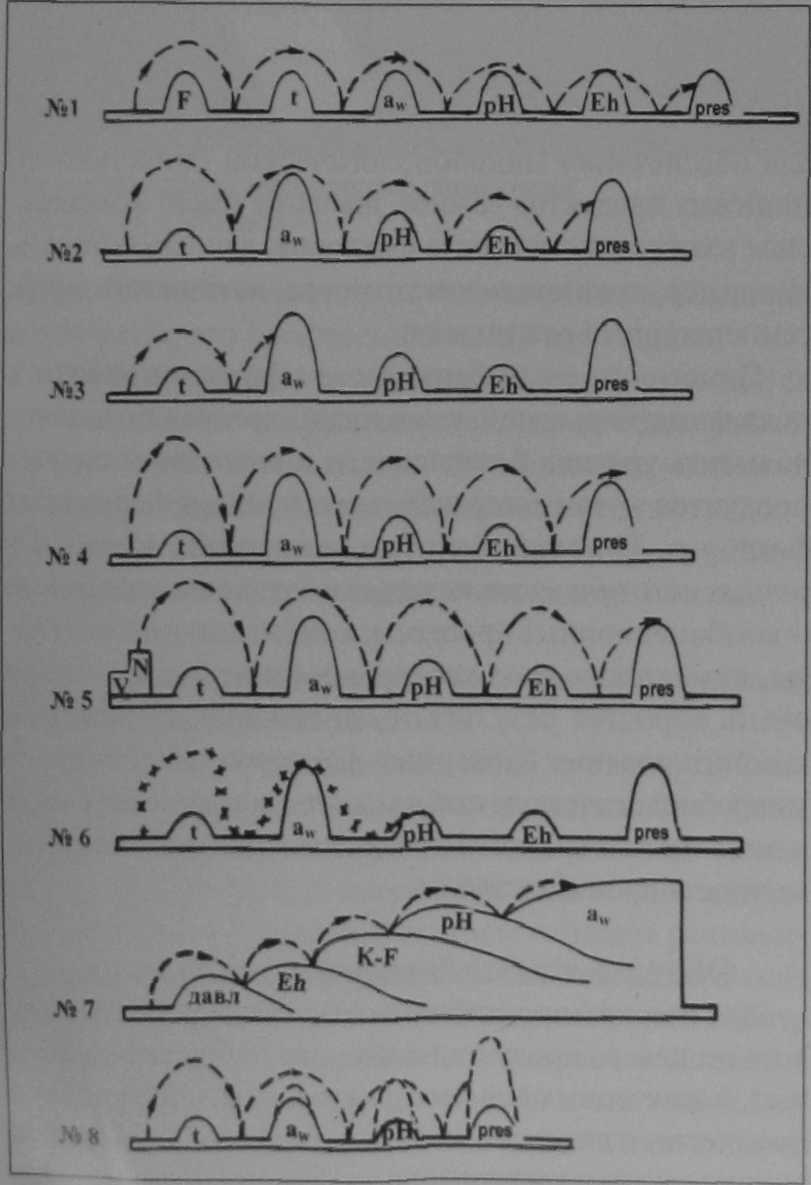 №1 F t aw pH Eh pres
№2 t aw pH Eh pres
№3 t aw pH Eh pres
№ 4 t aw pH Eh pres
№ 5 V N t aw pH Eh pres
№ 6 t aw pH Eh pres
№ 7 давл Eh K-F pH aw
№ 8 t aw pH pres